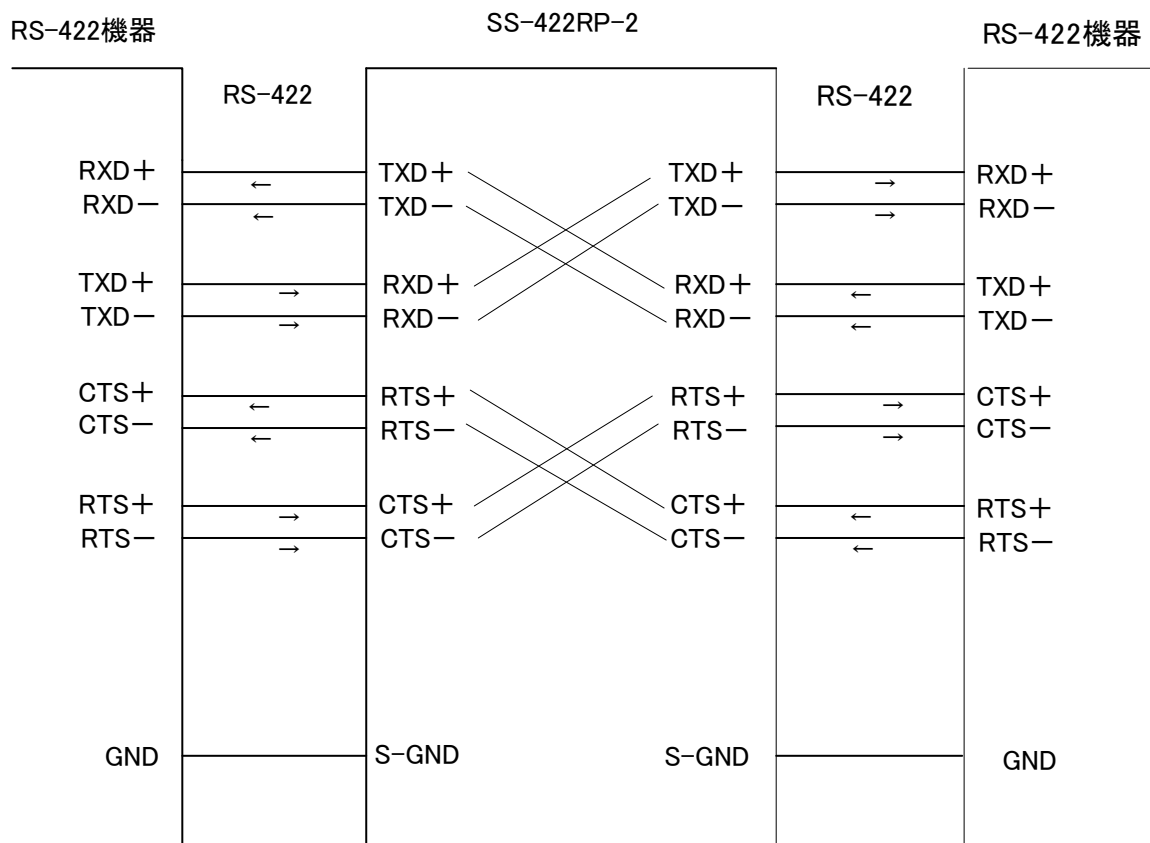 RS-422機器 SS-422RP-2 RS-422機器
RS-422 RS-422
RXD+ ← TXD+ TXD+ → RXD+
RXD- ← TXD- TXD- → RXD-
TXD+ → RXD+ RXD+ ← TXD+
TXD- → RXD- RXD- ← TXD-
CTS+ ← RTS+ RTS+ → CTS+
CTS- ← RTS- RTS- → CTS-
RTS+ → CTS+ CTS+ ← RTS+
RTS- → CTS- CTS- ← RTS-
GND S-GND S-GND GND